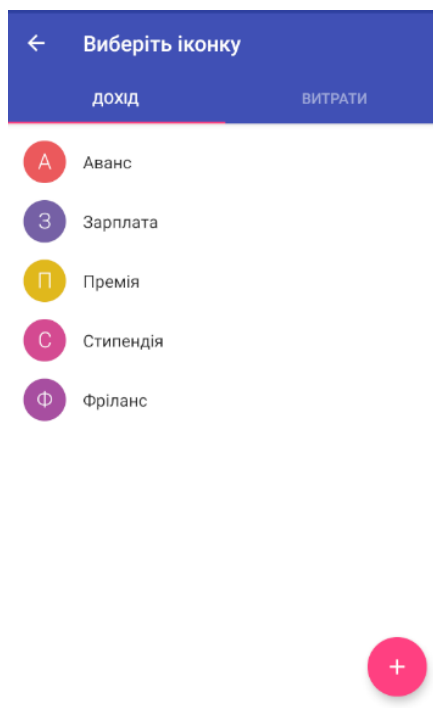 Виберіть іконку
ДОХІД
ВИТРАТИ
А Аванс
З Зарплата
П Премія
С Стипендія
Ф Фріланс
+